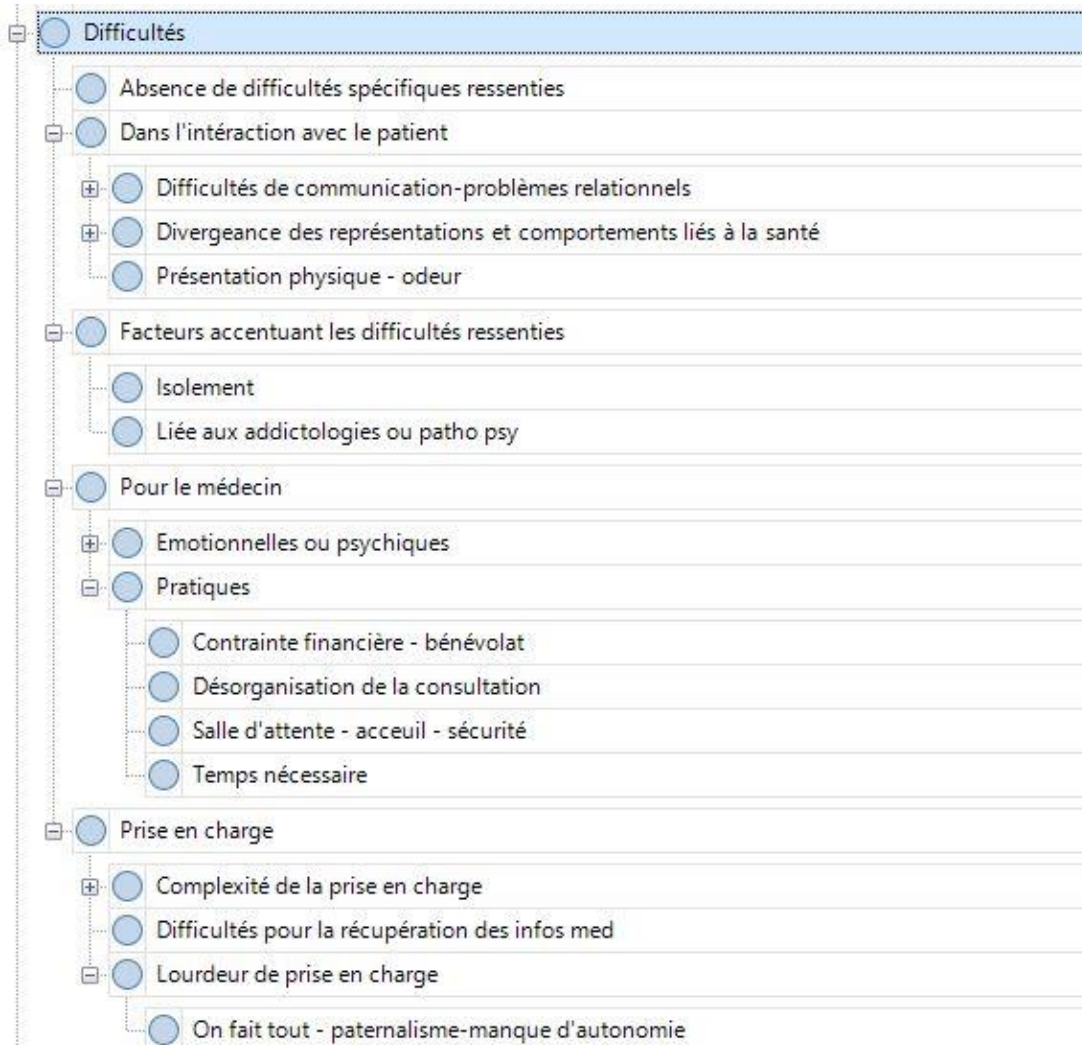 Difficultés
Absence de difficultés spécifiques ressenties
Dans l'intéraction avec le patient
Difficultés de communication-problèmes relationnels
Divergeance des représentations et comportements liés à la santé
Présentation physique - odeur
Facteurs accentuant les difficultés ressenties
Isolement
Liée aux addictologies ou patho psy
Pour le médecin
Emotionnelles ou psychiques
Pratiques
Contrainte financière - bénévolat
Désorganisation de la consultation
Salle d'attente - acceuil - sécurité
Temps nécessaire
Prise en charge
Complexité de la prise en charge
Difficultés pour la récupération des infos med
Lourdeur de prise en charge
On fait tout - paternalisme-manque d'autonomie